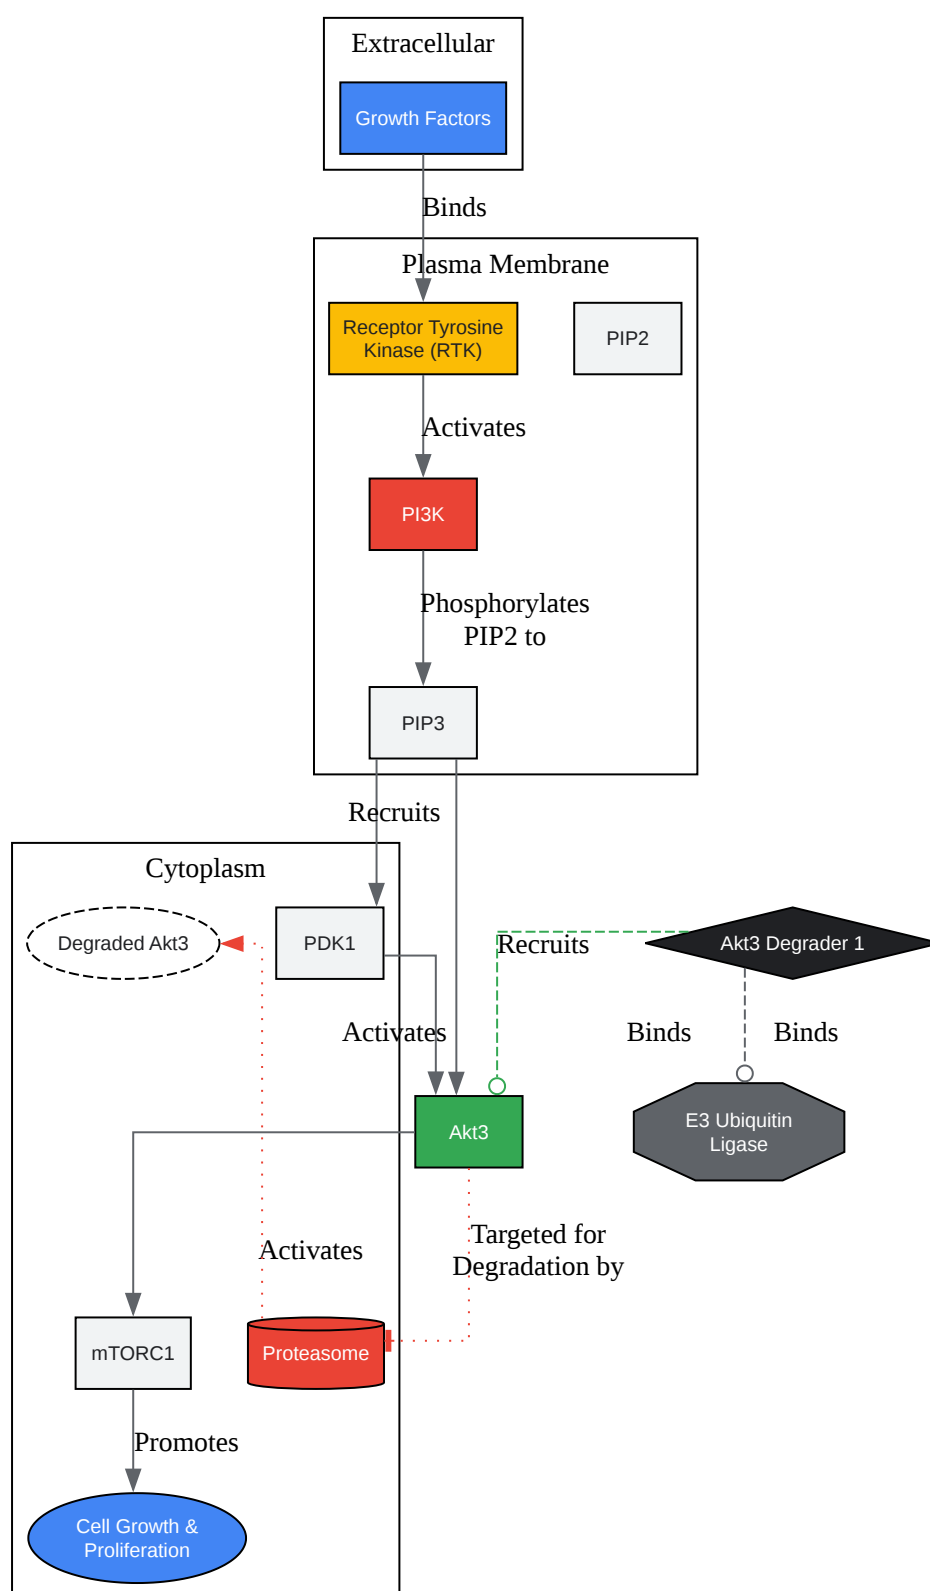 Extracellular
Growth Factors
Binds
Plasma Membrane
Receptor Tyrosine
Kinase (RTK)
PIP2
Activates
PI3K
Phosphorylates
PIP2 to
PIP3
Recruits
Cytoplasm
Degraded Akt3
PDK1
Recruits
Akt3 Degrader 1
Activates
Binds
Binds
Akt3
E3 Ubiquitin
Ligase
Activates
Targeted for
Degradation by
mTORC1
Proteasome
Promotes
Cell Growth &
Proliferation